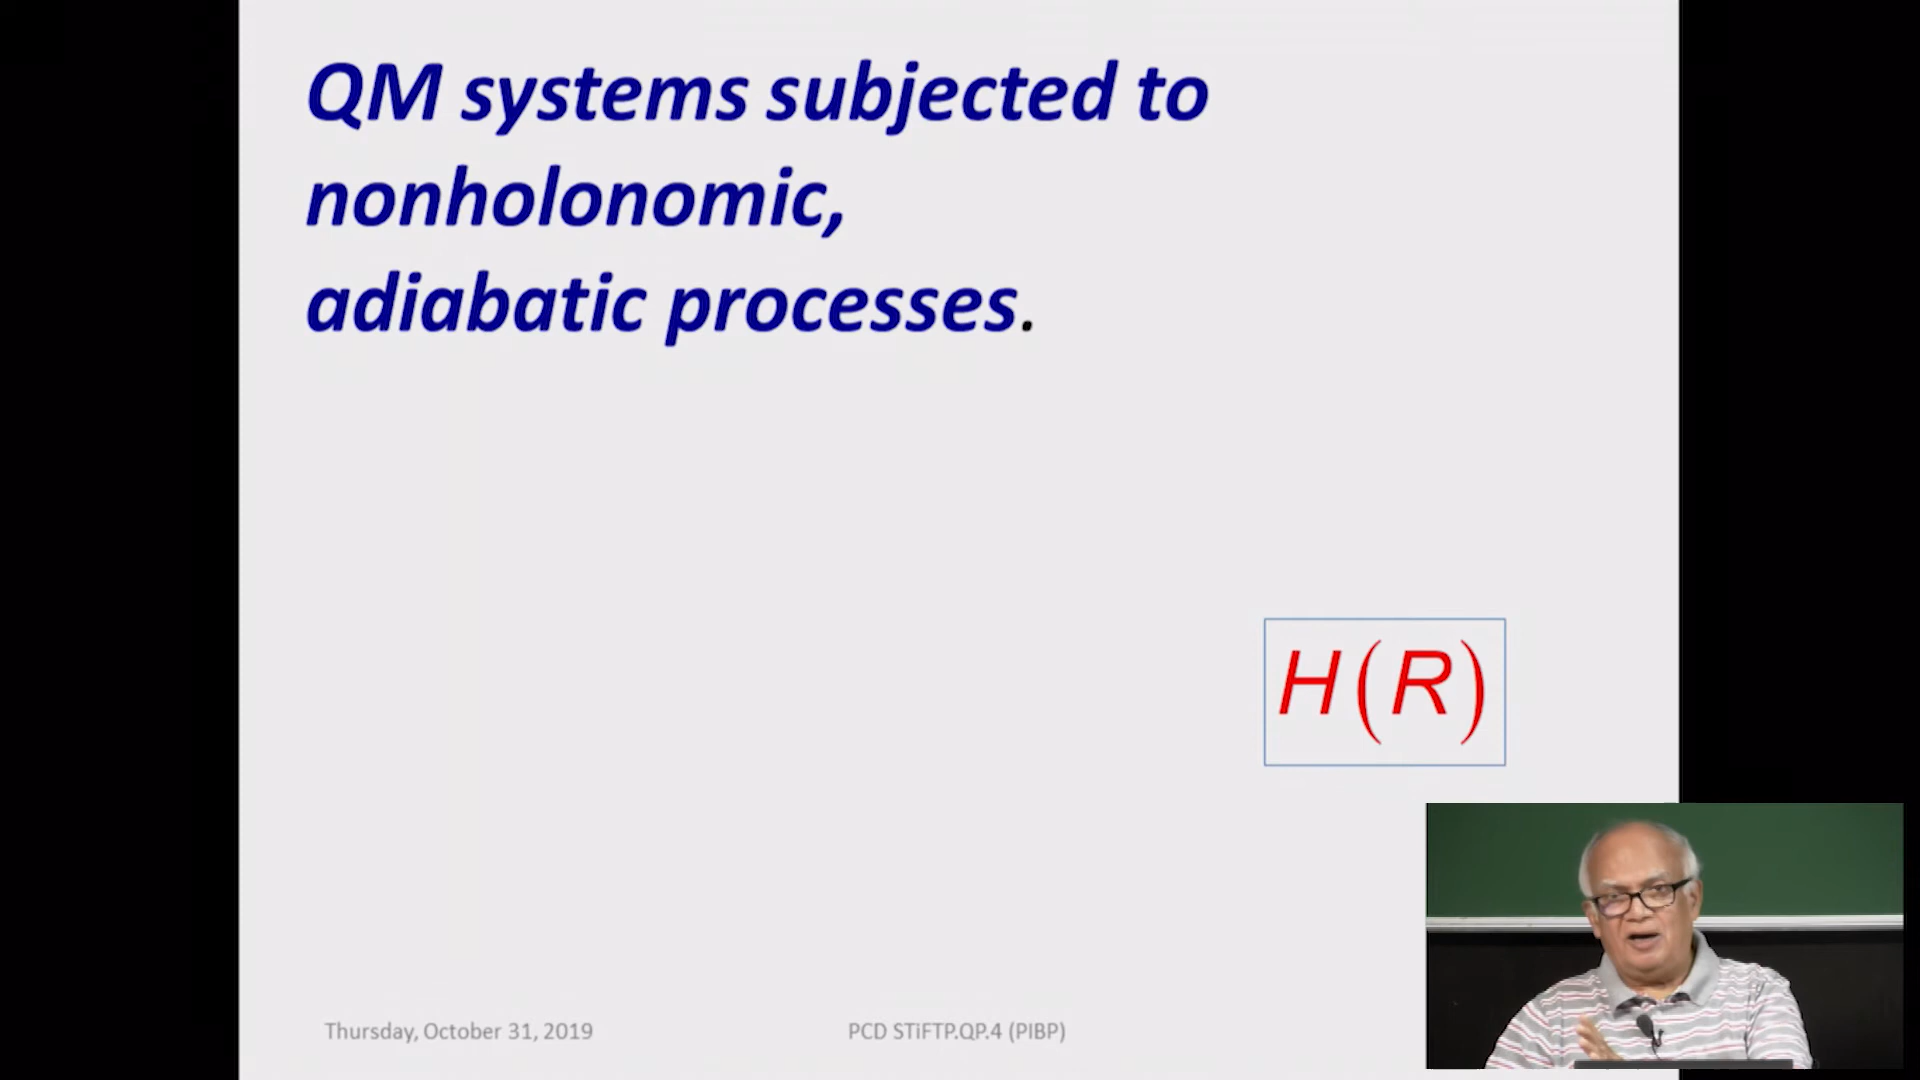 QM systems subjected to
nonholonomic,
adiabatic processes.
H(R)
Thursday, October 31, 2019
PCD STiFTP.QP.4 (PIBP)